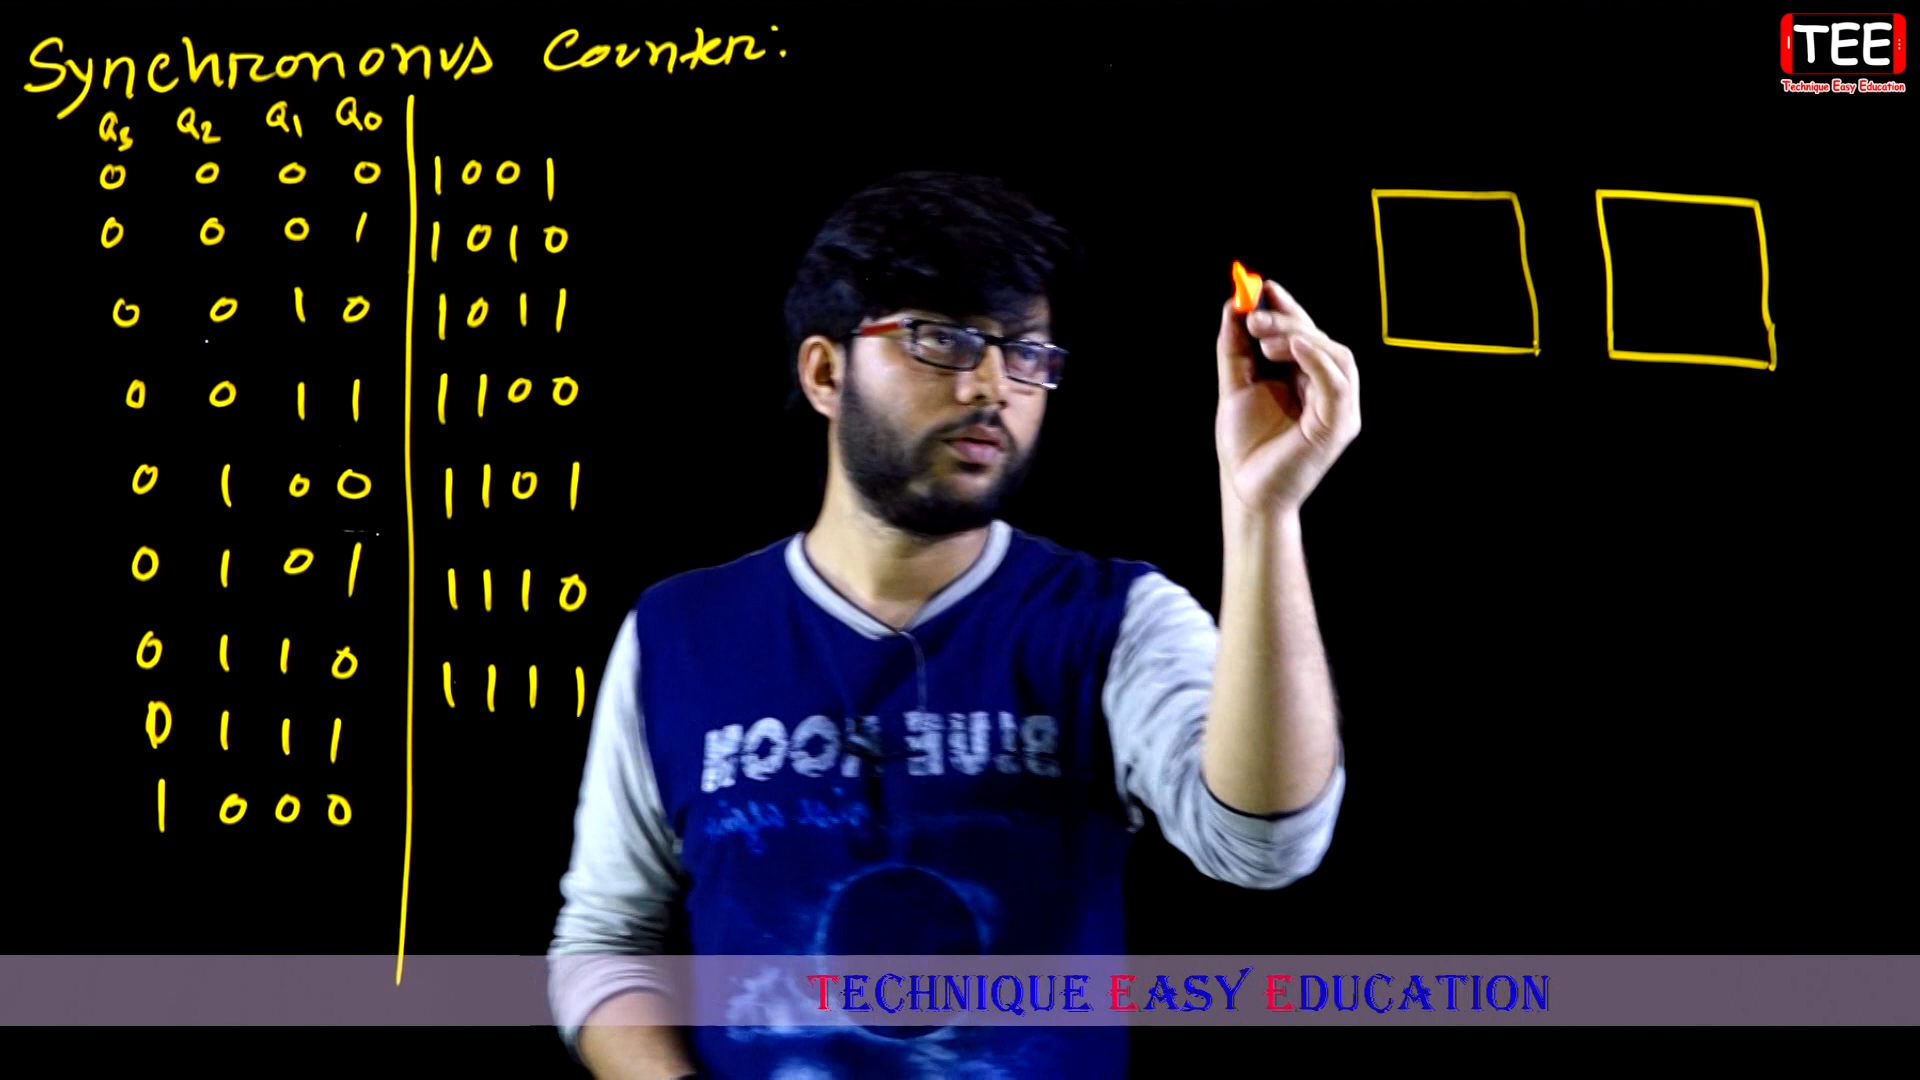 Synchrononus Counter:
Q3 Q2 Q1 Q0
0 0 0 0
0 0 0 1
0 0 1 0
0 0 1 1
0 1 0 0
0 1 0 1
0 1 1 0
0 1 1 1
1 0 0 0
1 0 0 1
1 0 1 0
1 0 1 1
1 1 0 0
1 1 0 1
1 1 1 0
1 1 1 1
TEE
Technique Easy Education
BLUE MOON
TECHNIQUE EASY EDUCATION